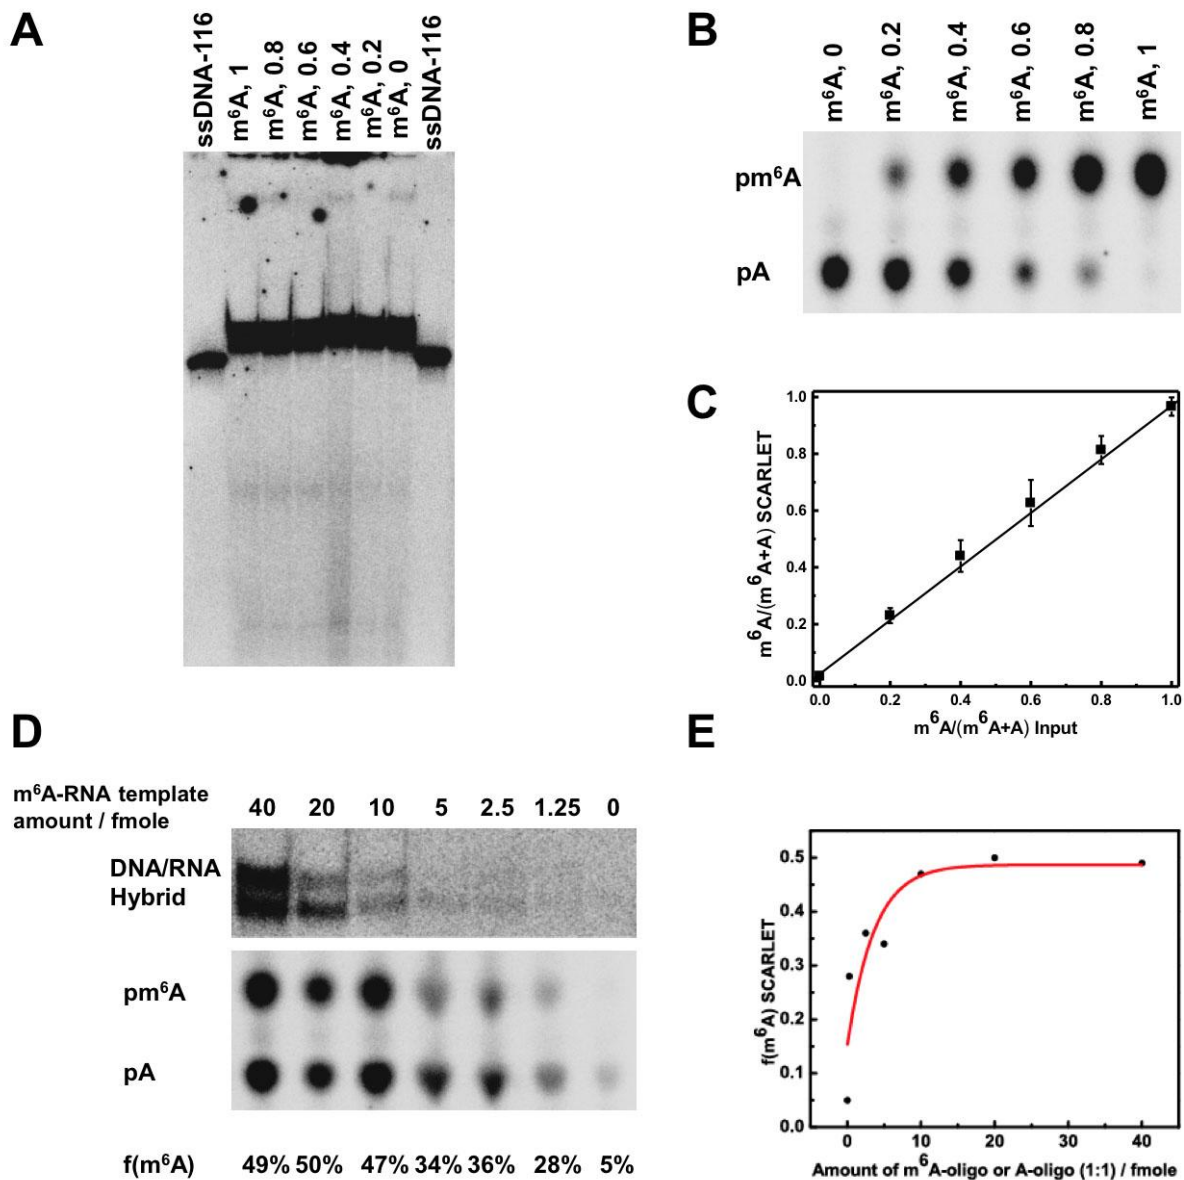 A
ssDNA-116
m⁶A, 1
m⁶A, 0.8
m⁶A, 0.6
m⁶A, 0.4
m⁶A, 0.2
m⁶A, 0
ssDNA-116
B
m⁶A, 0
m⁶A, 0.2
m⁶A, 0.4
m⁶A, 0.6
m⁶A, 0.8
m⁶A, 1
pm⁶A
pA
C
m⁶A/(m⁶A+A) SCARLET
1.0
0.8
0.6
0.4
0.2
0.0
0.0 0.2 0.4 0.6 0.8 1.0
m⁶A/(m⁶A+A) Input
D
m⁶A-RNA template
amount / fmole
40 20 10 5 2.5 1.25 0
DNA/RNA
Hybrid
pm⁶A
pA
f(m⁶A) 49% 50% 47% 34% 36% 28% 5%
E
f(m⁶A) SCARLET
0.5
0.4
0.3
0.2
0.1
0.0
0 10 20 30 40
Amount of m⁶A-oligo or A-oligo (1:1) / fmole